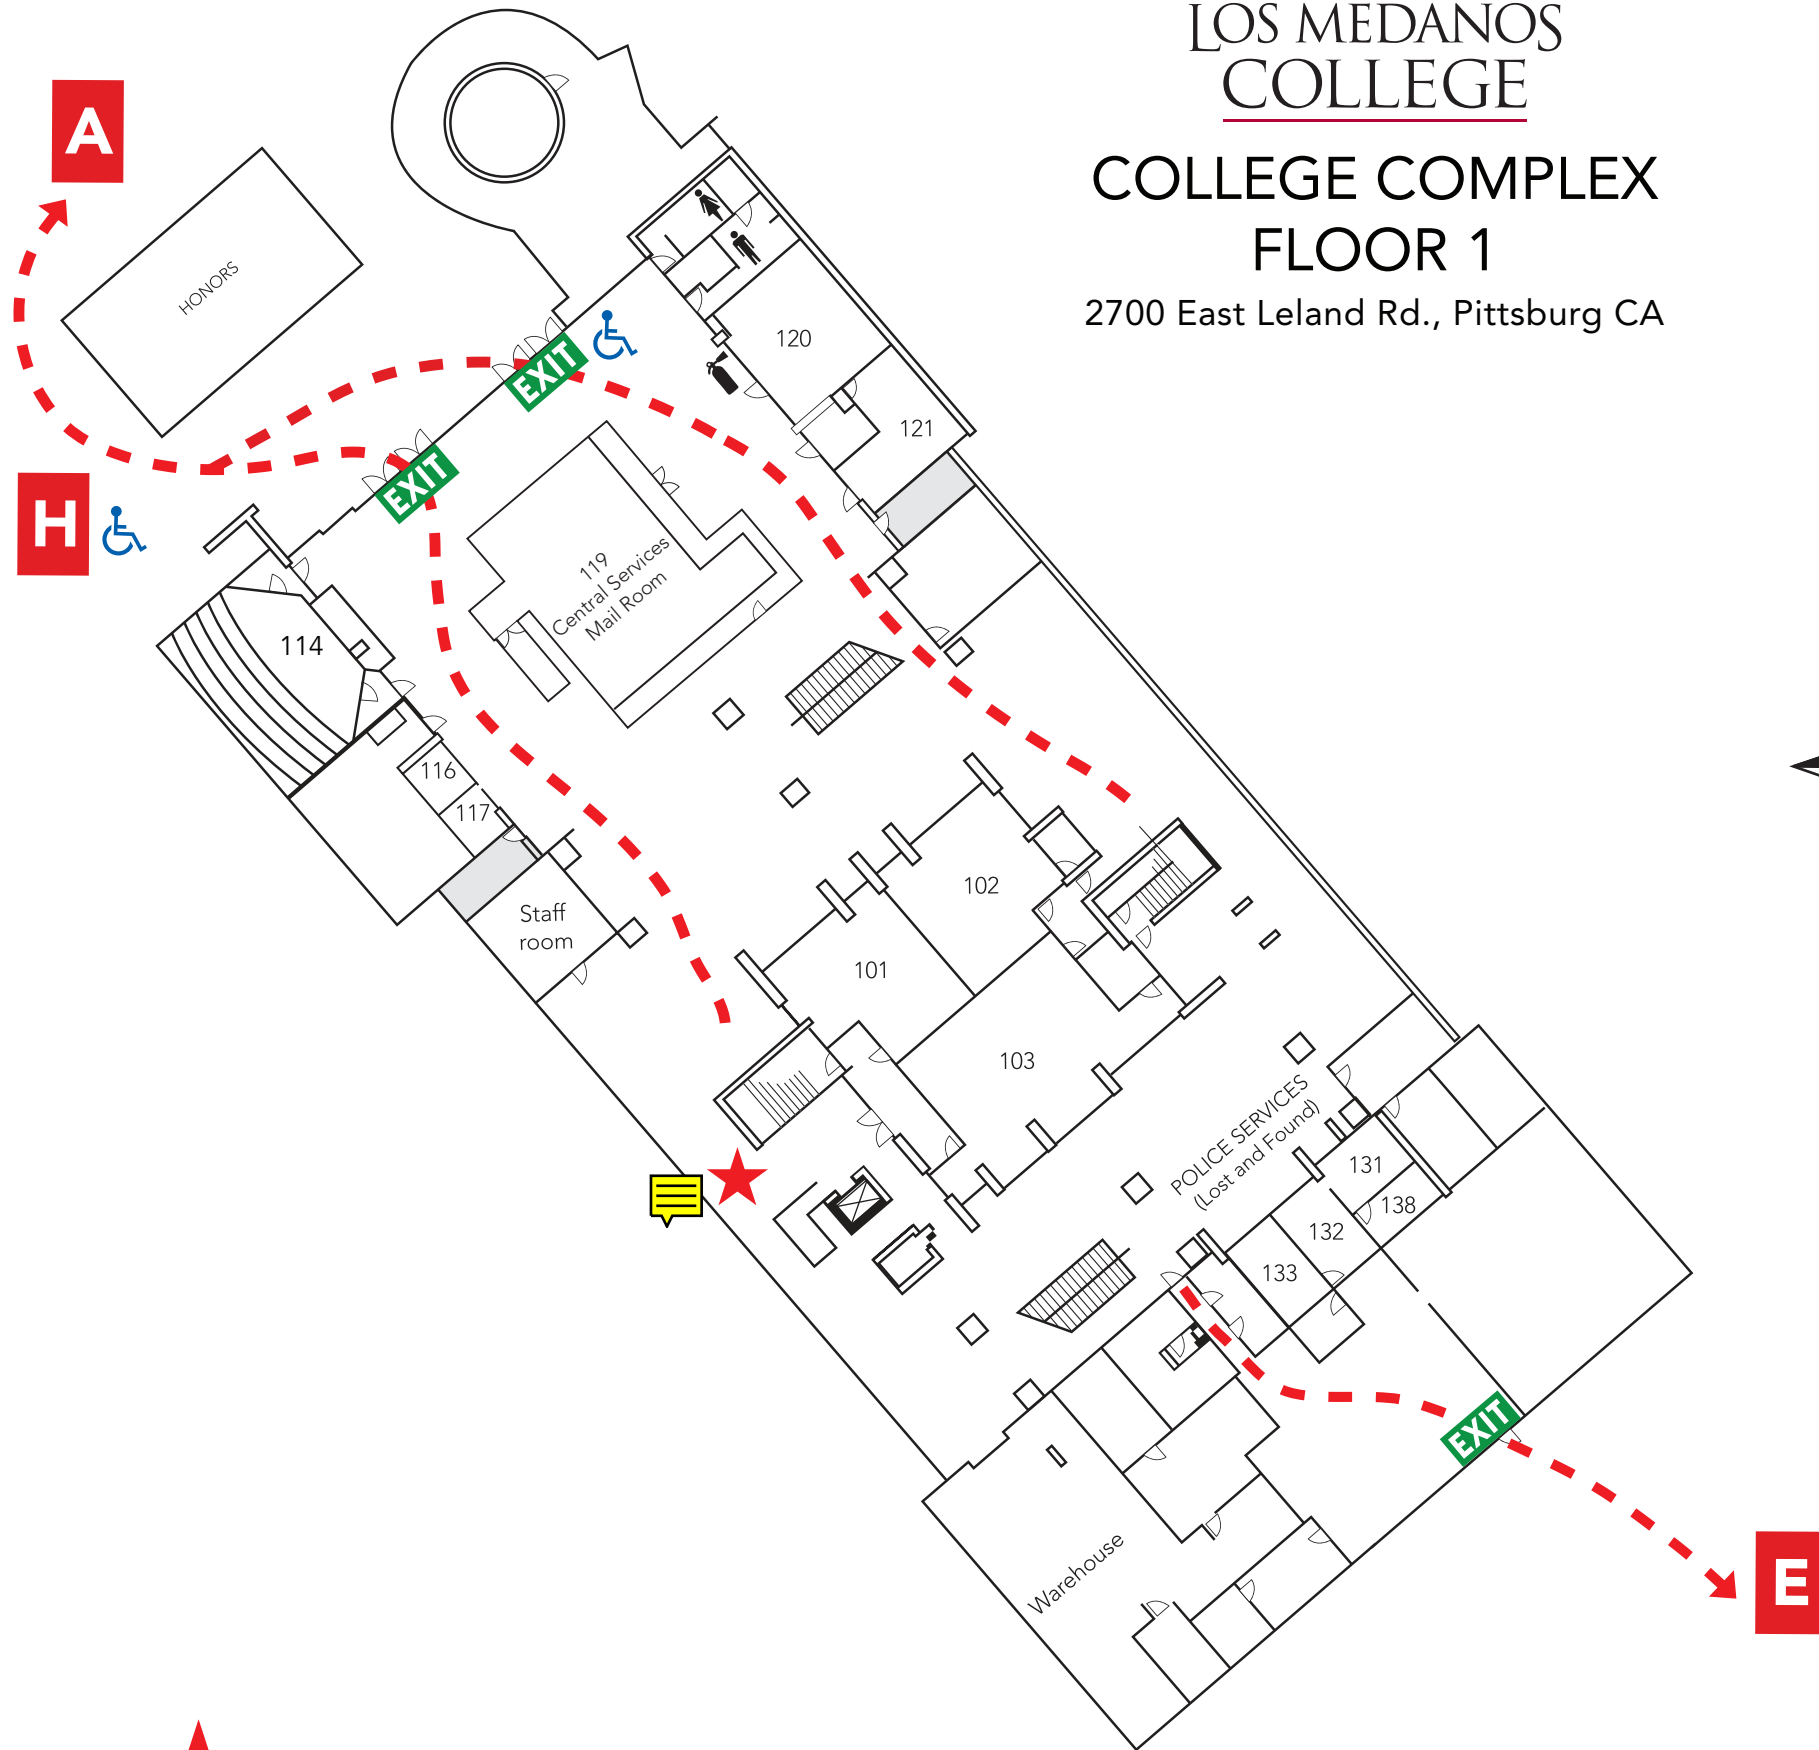 LOS MEDANOS
COLLEGE
COLLEGE COMPLEX
FLOOR 1
2700 East Leland Rd., Pittsburg CA
A
HONORS
H
EXIT
EXIT
120
121
119
Central Services
Mail Room
114
116
117
Staff
room
102
101
103
POLICE SERVICES
(Lost and Found)
131
138
132
133
EXIT
Warehouse
E